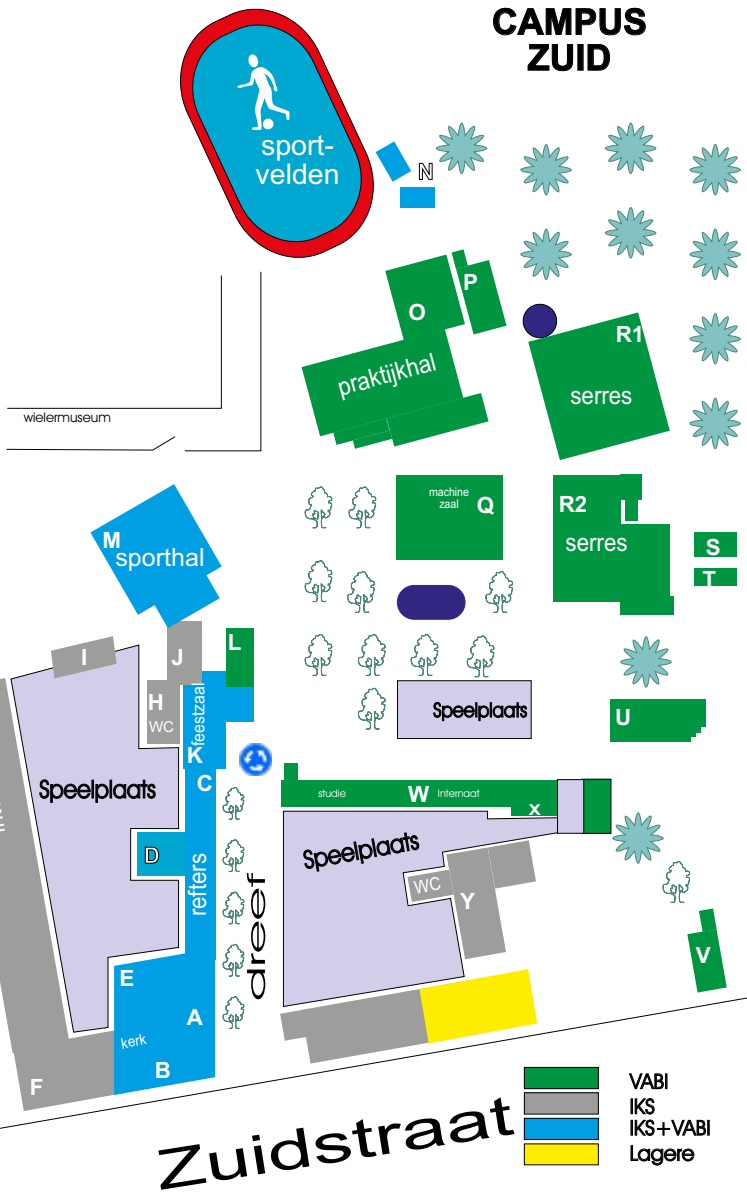 CAMPUS
ZUID
sport-
velden
N
P
O
R1
praktijkhal
serres
wielermuseum
machine
zaal
Q
R2
serres
M
sporthal
S
T
L
I
J
H
WC
feestzaal
K
Speelplaats
U
C
Speelplaats
studie
W
Internaat
x
D
refters
Speelplaats
WC
Y
dreef
E
V
A
kerk
B
F
Zuidstraat
VABI
IKS
IKS+VABI
Lagere